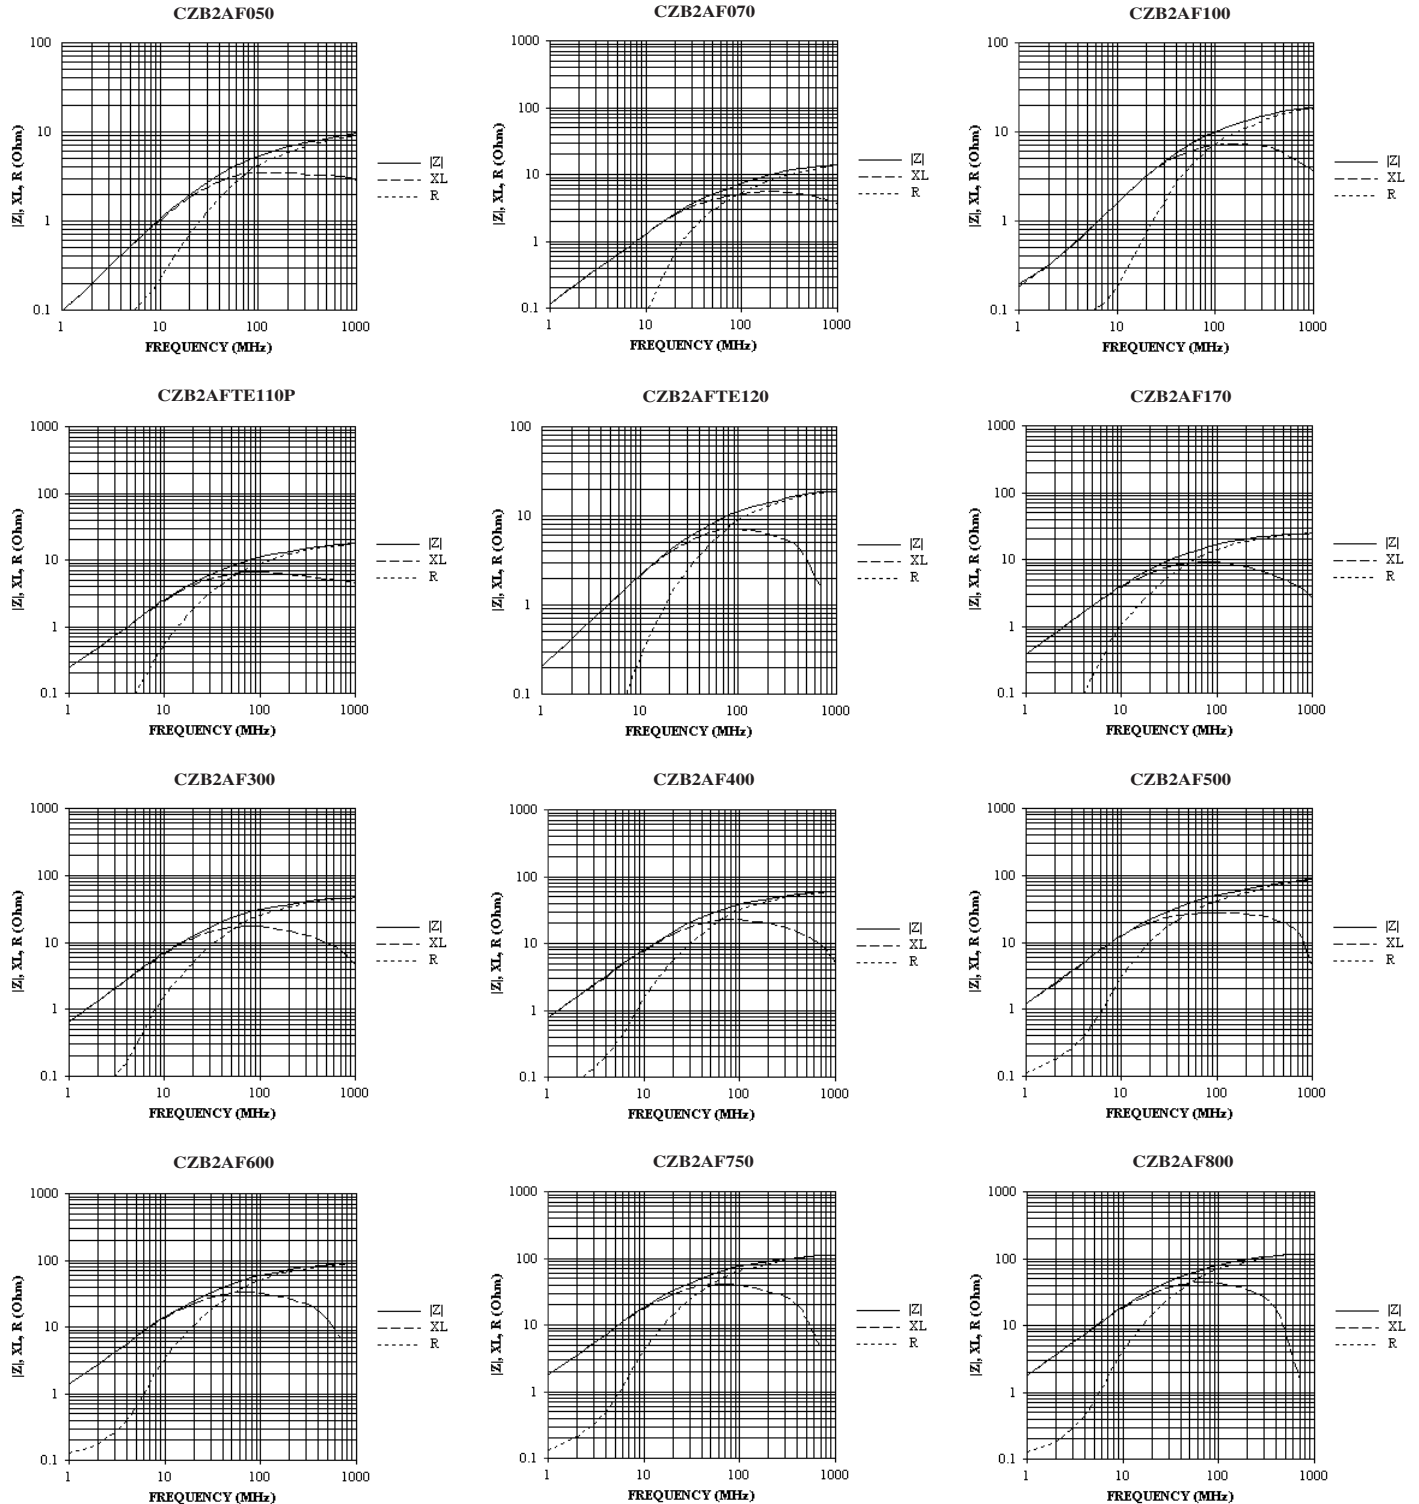 CZB2AF050
100
10
1
0.1
1
10
100
1000
|Z|, XL, R (Ohm)
FREQUENCY (MHz)
|Z|
XL
R
CZB2AF070
1000
100
10
1
0.1
1
10
100
1000
|Z|, XL, R (Ohm)
FREQUENCY (MHz)
|Z|
XL
R
CZB2AF100
100
10
1
0.1
1
10
100
1000
|Z|, XL, R (Ohm)
FREQUENCY (MHz)
|Z|
XL
R
CZB2AFTE110P
1000
100
10
1
0.1
1
10
100
1000
|Z|, XL, R (Ohm)
FREQUENCY (MHz)
|Z|
XL
R
CZB2AFTE120
100
10
1
0.1
1
10
100
1000
|Z|, XL, R (Ohm)
FREQUENCY (MHz)
|Z|
XL
R
CZB2AF170
1000
100
10
1
0.1
1
10
100
1000
|Z|, XL, R (Ohm)
FREQUENCY (MHz)
|Z|
XL
R
CZB2AF300
1000
100
10
1
0.1
1
10
100
1000
|Z|, XL, R (Ohm)
FREQUENCY (MHz)
|Z|
XL
R
CZB2AF400
1000
100
10
1
0.1
1
10
100
1000
|Z|, XL, R (Ohm)
FREQUENCY (MHz)
|Z|
XL
R
CZB2AF500
1000
100
10
1
0.1
1
10
100
1000
|Z|, XL, R (Ohm)
FREQUENCY (MHz)
|Z|
XL
R
CZB2AF600
1000
100
10
1
0.1
1
10
100
1000
|Z|, XL, R (Ohm)
FREQUENCY (MHz)
|Z|
XL
R
CZB2AF750
1000
100
10
1
0.1
1
10
100
1000
|Z|, XL, R (Ohm)
FREQUENCY (MHz)
|Z|
XL
R
CZB2AF800
1000
100
10
1
0.1
1
10
100
1000
|Z|, XL, R (Ohm)
FREQUENCY (MHz)
|Z|
XL
R